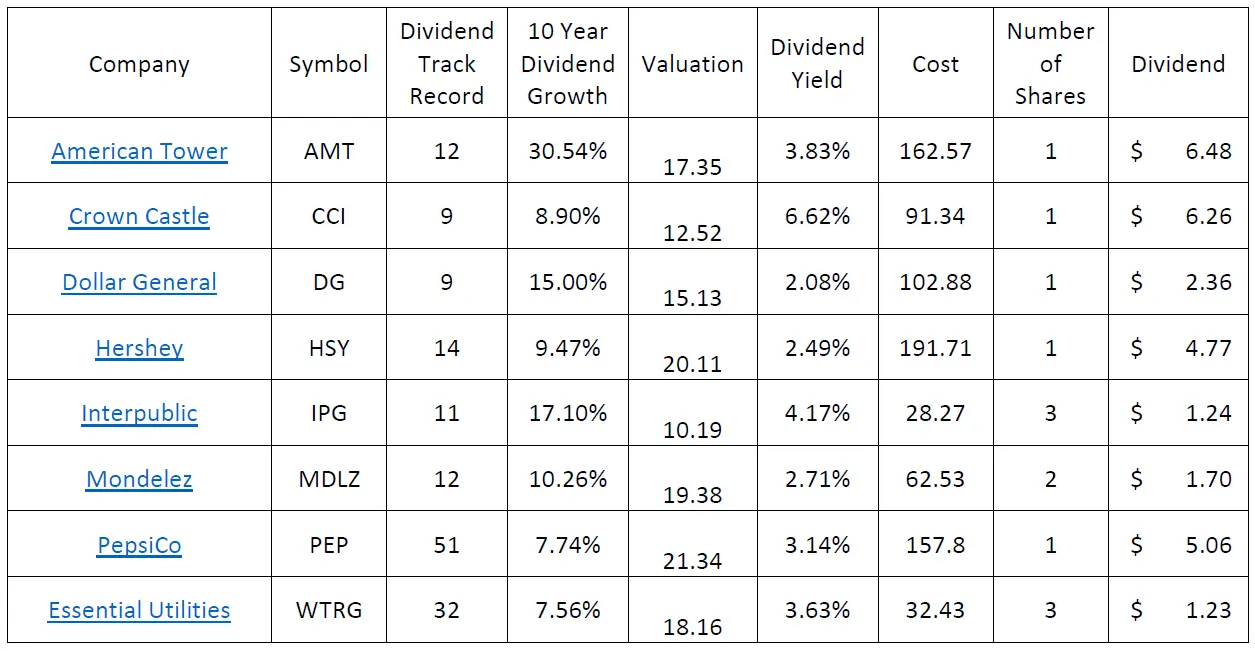 Company Symbol Dividend Track Record 10 Year Dividend Growth Valuation Dividend Yield Cost Number of Shares Dividend
American Tower AMT 12 30.54% 17.35 3.83% 162.57 1 $ 6.48
Crown Castle CCI 9 8.90% 12.52 6.62% 91.34 1 $ 6.26
Dollar General DG 9 15.00% 15.13 2.08% 102.88 1 $ 2.36
Hershey HSY 14 9.47% 20.11 2.49% 191.71 1 $ 4.77
Interpublic IPG 11 17.10% 10.19 4.17% 28.27 3 $ 1.24
Mondelez MDLZ 12 10.26% 19.38 2.71% 62.53 2 $ 1.70
PepsiCo PEP 51 7.74% 21.34 3.14% 157.8 1 $ 5.06
Essential Utilities WTRG 32 7.56% 18.16 3.63% 32.43 3 $ 1.23